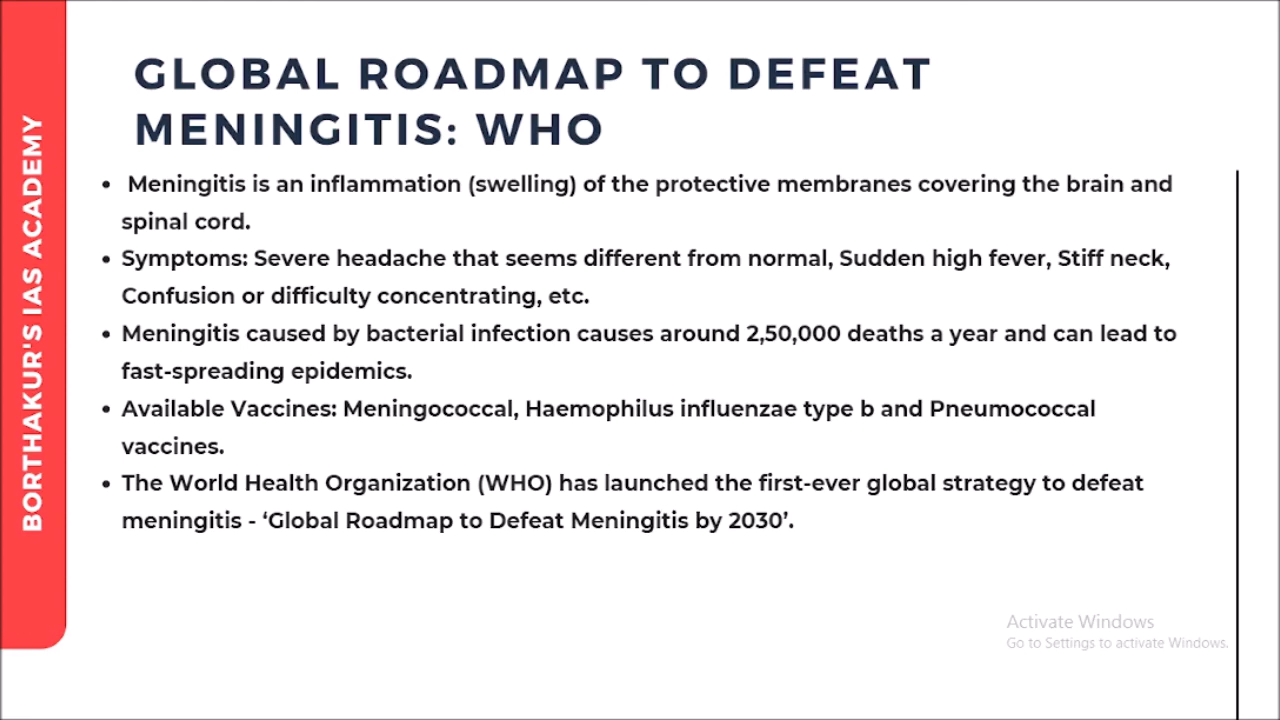 BORTHAKUR'S IAS ACADEMY
GLOBAL ROADMAP TO DEFEAT
MENINGITIS: WHO
• Meningitis is an inflammation (swelling) of the protective membranes covering the brain and
spinal cord.
• Symptoms: Severe headache that seems different from normal, Sudden high fever, Stiff neck,
Confusion or difficulty concentrating, etc.
• Meningitis caused by bacterial infection causes around 2,50,000 deaths a year and can lead to
fast-spreading epidemics.
• Available Vaccines: Meningococcal, Haemophilus influenzae type b and Pneumococcal
vaccines.
• The World Health Organization (WHO) has launched the first-ever global strategy to defeat
meningitis - ‘Global Roadmap to Defeat Meningitis by 2030’.
Activate Windows
Go to Settings to activate Windows.